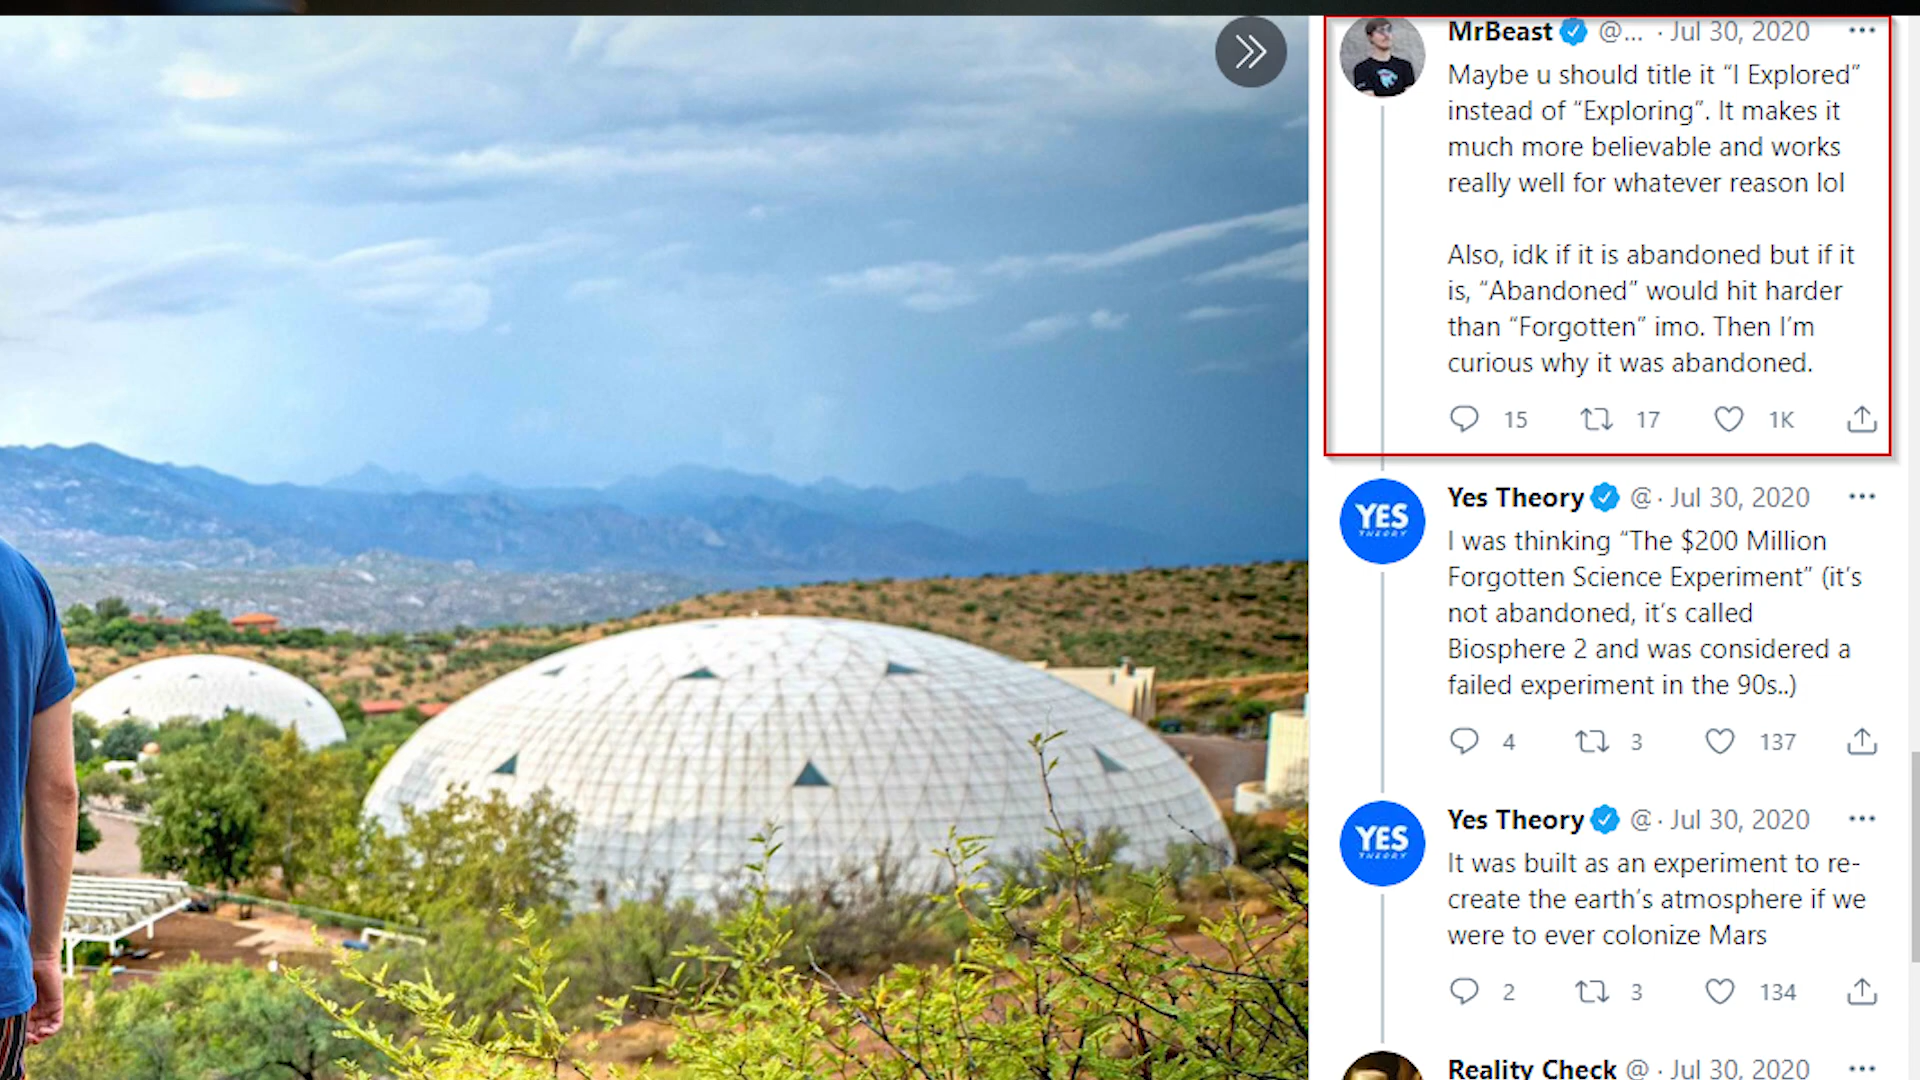 MrBeast @... · Jul 30, 2020
Maybe u should title it “I Explored”
instead of “Exploring”. It makes it
much more believable and works
really well for whatever reason lol
Also, idk if it is abandoned but if it
is, “Abandoned” would hit harder
than “Forgotten” imo. Then I’m
curious why it was abandoned.
15 17 1K
YES
THEORY
Yes Theory @ · Jul 30, 2020
I was thinking “The $200 Million
Forgotten Science Experiment” (it’s
not abandoned, it’s called
Biosphere 2 and was considered a
failed experiment in the 90s..)
4 3 137
YES
THEORY
Yes Theory @ · Jul 30, 2020
It was built as an experiment to re-
create the earth’s atmosphere if we
were to ever colonize Mars
2 3 134
Reality Check @ · Jul 30, 2020